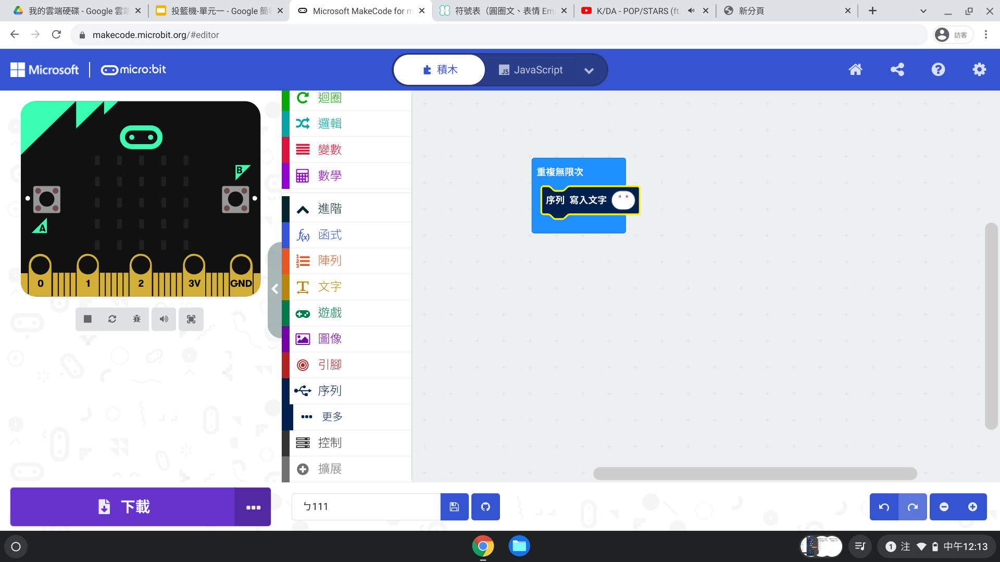 我的雲端硬碟 - Google 雲端
投籃機-單元一 - Google 簡報
Microsoft MakeCode for m
符號表（圓圈文、表情 Em
K/DA - POP/STARS (ft.
新分頁
makecode.microbit.org/#editor
訪客
Microsoft
micro:bit
積木
JavaScript
迴圈
邏輯
變數
數學
進階
函式
陣列
文字
遊戲
圖像
引腳
序列
更多
控制
擴展
B
A
0
1
2
3V
GND
重複無限次
序列 寫入文字 " "
下載
ㄅ111
1 注 中午12:13